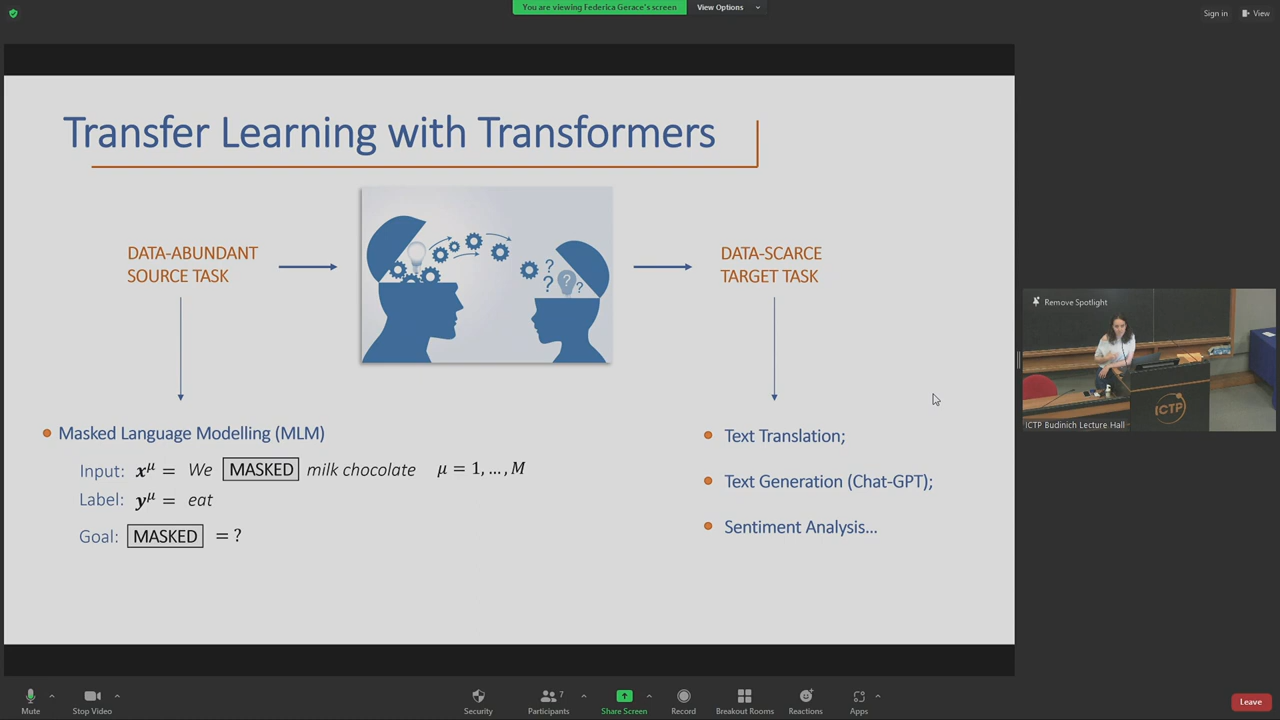 You are viewing Federica Gerace's screen
View Options
Sign in
View
Transfer Learning with Transformers
DATA-ABUNDANT
SOURCE TASK
? ? ? ?
DATA-SCARCE
TARGET TASK
Masked Language Modelling (MLM)
Input: x^μ = We MASKED milk chocolate μ = 1, …, M
Label: y^μ = eat
Goal: MASKED = ?
Text Translation;
Text Generation (Chat-GPT);
Sentiment Analysis...
Remove Spotlight
ICTP
ICTP Budinich Lecture Hall
Mute
Stop Video
Security
Participants
7
Share Screen
Record
Breakout Rooms
Reactions
Apps
Leave